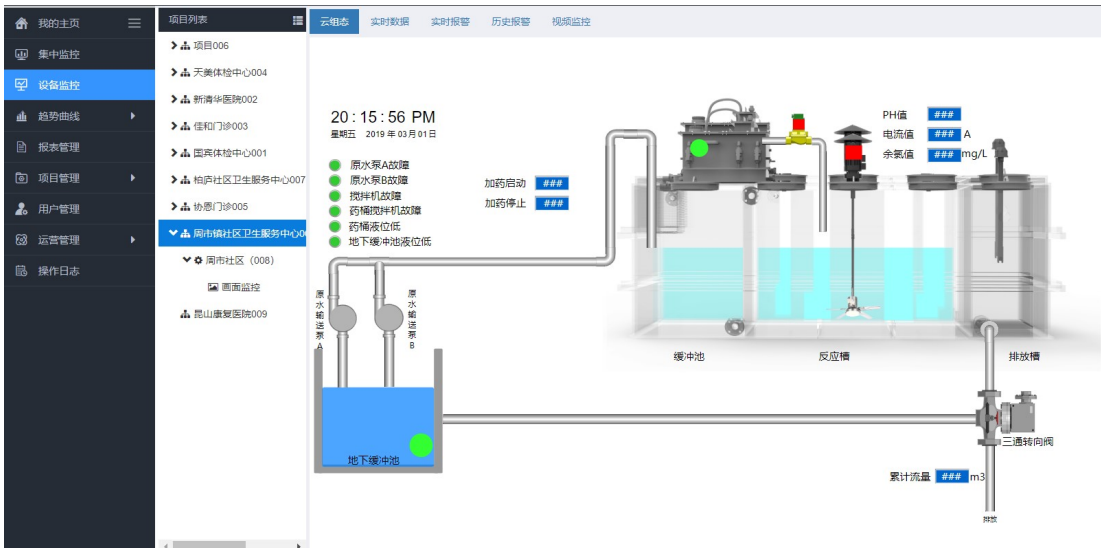 我的主页
集中监控
设备监控
趋势曲线
报表管理
项目管理
用户管理
运营管理
操作日志
项目列表
项目006
天美体检中心004
新清华医院002
佳和门诊003
国宾体检中心001
柏庐社区卫生服务中心007
协恩门诊005
周市镇社区卫生服务中心00
周市社区（008）
画面监控
昆山康复医院009
云组态 实时数据 实时报警 历史报警 视频监控
20:15:56 PM
星期五 2019年03月01日
原水泵A故障
原水泵B故障
搅拌机故障
药桶搅拌机故障
药桶液位低
地下缓冲池液位低
加药启动 ###
加药停止 ###
PH值 ###
电流值 ### A
余氯值 ### mg/L
原水输送泵A
原水输送泵B
缓冲池
反应槽
排放槽
地下缓冲池
三通转向阀
累计流量 ### m3
排放